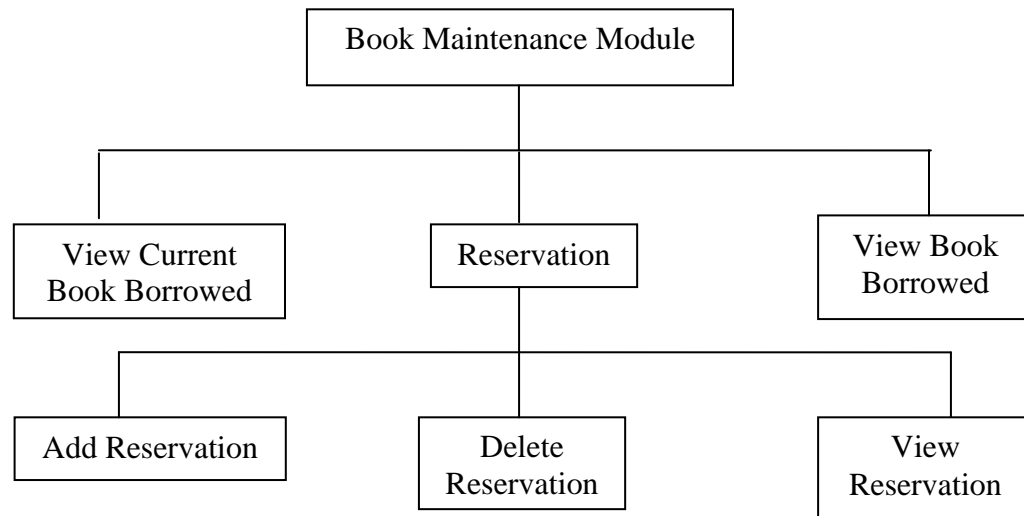 Book Maintenance Module
View Current
Book Borrowed
Reservation
View Book
Borrowed
Add Reservation
Delete
Reservation
View
Reservation